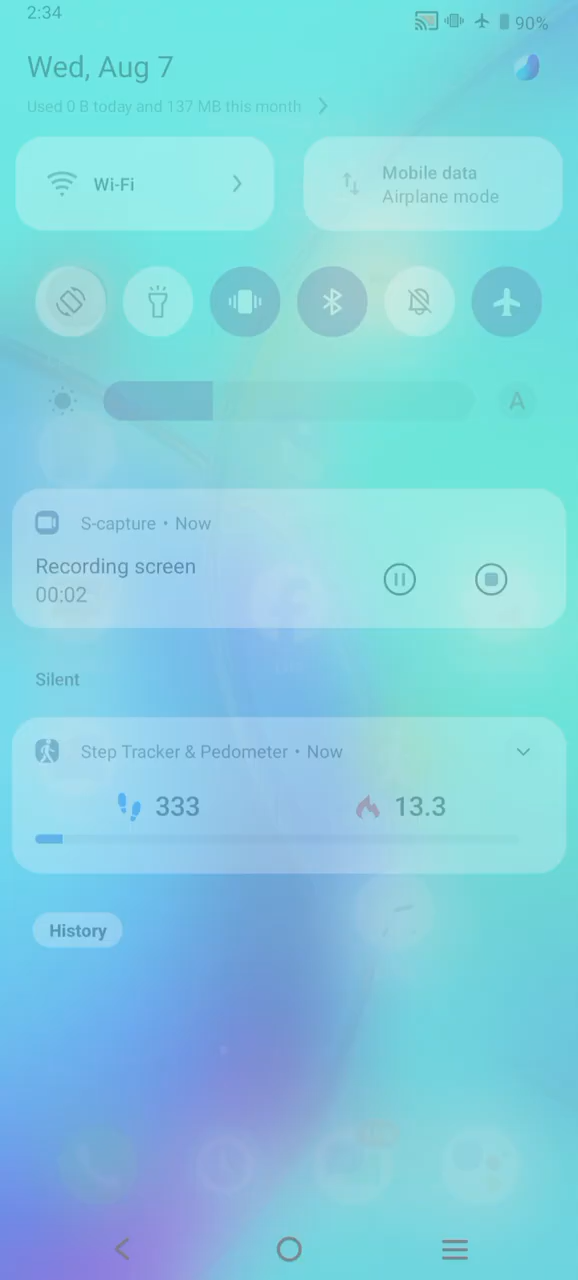 2:34
90%
Wed, Aug 7
Used 0 B today and 137 MB this month
Wi-Fi
Mobile data
Airplane mode
A
S-capture • Now
Recording screen
00:02
Silent
Step Tracker & Pedometer • Now
333
13.3
History